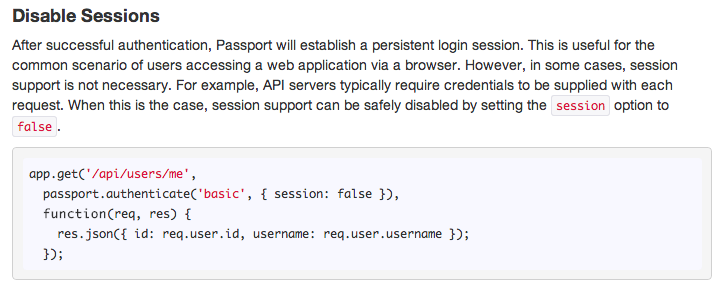 Disable Sessions
After successful authentication, Passport will establish a persistent login session. This is useful for the
common scenario of users accessing a web application via a browser. However, in some cases, session
support is not necessary. For example, API servers typically require credentials to be supplied with each
request. When this is the case, session support can be safely disabled by setting the session option to
false.
app.get('/api/users/me',
  passport.authenticate('basic', { session: false }),
  function(req, res) {
    res.json({ id: req.user.id, username: req.user.username });
  });